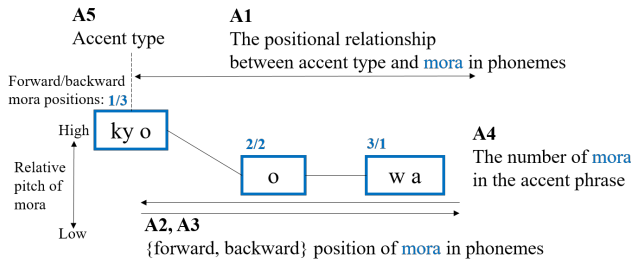 A5
Accent type
A1
The positional relationship
between accent type and mora in phonemes
Forward/backward
mora positions: 1/3
High
ky o
2/2
o
3/1
w a
A4
The number of mora
in the accent phrase
Relative
pitch of
mora
Low
A2, A3
{forward, backward} position of mora in phonemes